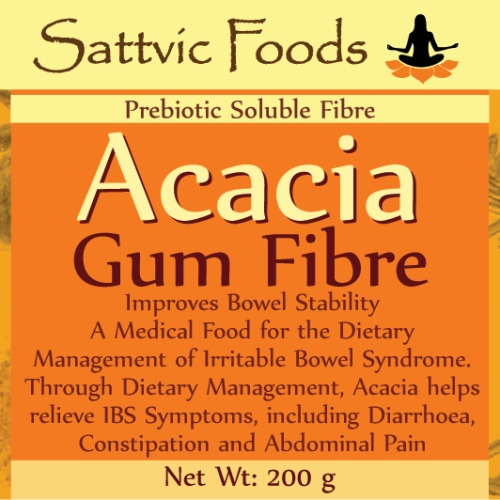 Sattvic Foods
Prebiotic Soluble Fibre
Acacia
Gum Fibre
Improves Bowel Stability
A Medical Food for the Dietary
Management of Irritable Bowel Syndrome.
Through Dietary Management, Acacia helps
relieve IBS Symptoms, including Diarrhoea,
Constipation and Abdominal Pain
Net Wt: 200 g